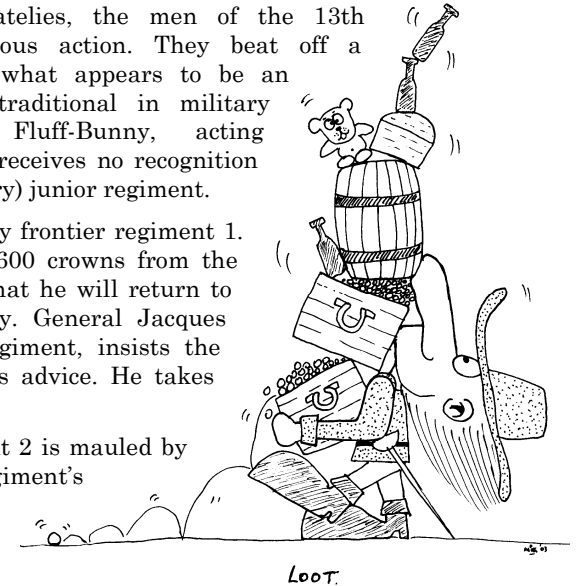 atelies, the men of the 13th
ous action. They beat off a
what appears to be an
traditional in military
Fluff-Bunny, acting
receives no recognition
ry) junior regiment.
y frontier regiment 1.
600 crowns from the
hat he will return to
y. General Jacques
giment, insists the
s advice. He takes
t 2 is mauled by
giment's
LOOT.